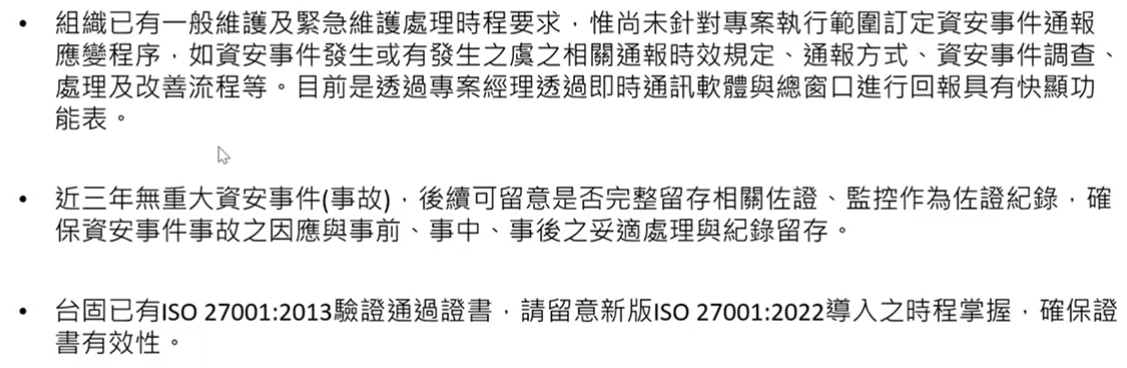 • 組織已有一般維護及緊急維護處理時程要求，惟尚未針對專案執行範圍訂定資安事件通報
應變程序，如資安事件發生或有發生之虞之相關通報時效規定、通報方式、資安事件調查、
處理及改善流程等。目前是透過專案經理透過即時通訊軟體與總窗口進行回報具有快顯功
能表。
• 近三年無重大資安事件(事故)，後續可留意是否完整留存相關佐證、監控作為佐證紀錄，確
保資安事件事故之因應與事前、事中、事後之妥適處理與紀錄留存。
• 台固已有ISO 27001:2013驗證通過證書，請留意新版ISO 27001:2022導入之時程掌握，確保證
書有效性。